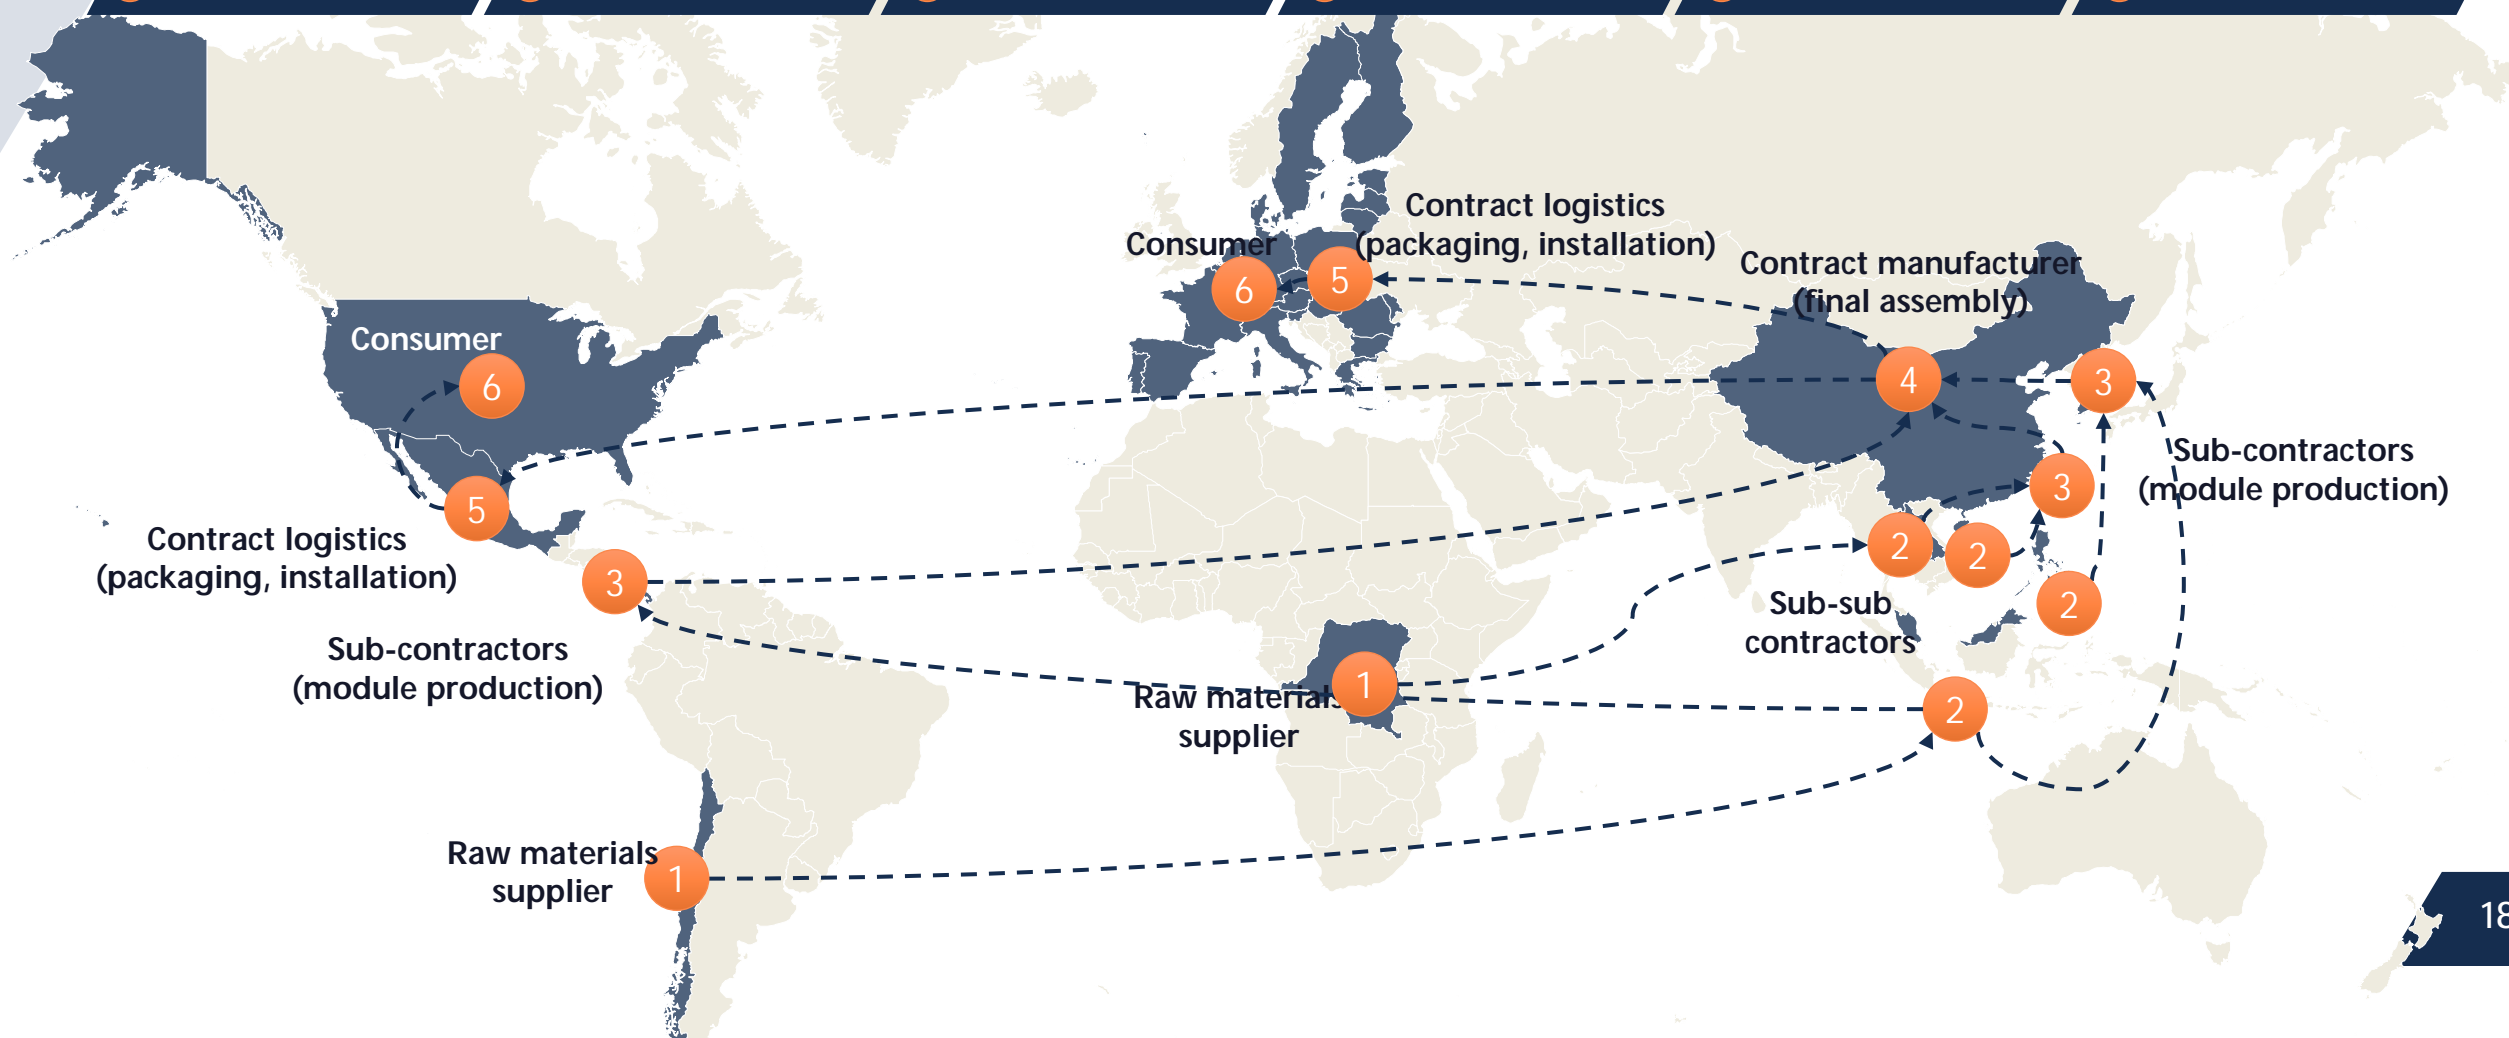 Contract logistics
(packaging, installation)
Consumer
6
5
Contract manufacturer
(final assembly)
4
3
Consumer
6
Sub-contractors
(module production)
3
5
Contract logistics
(packaging, installation)
2
2
2
3
Sub-sub
contractors
Sub-contractors
(module production)
Raw materials
supplier
1
2
Raw materials
supplier
1